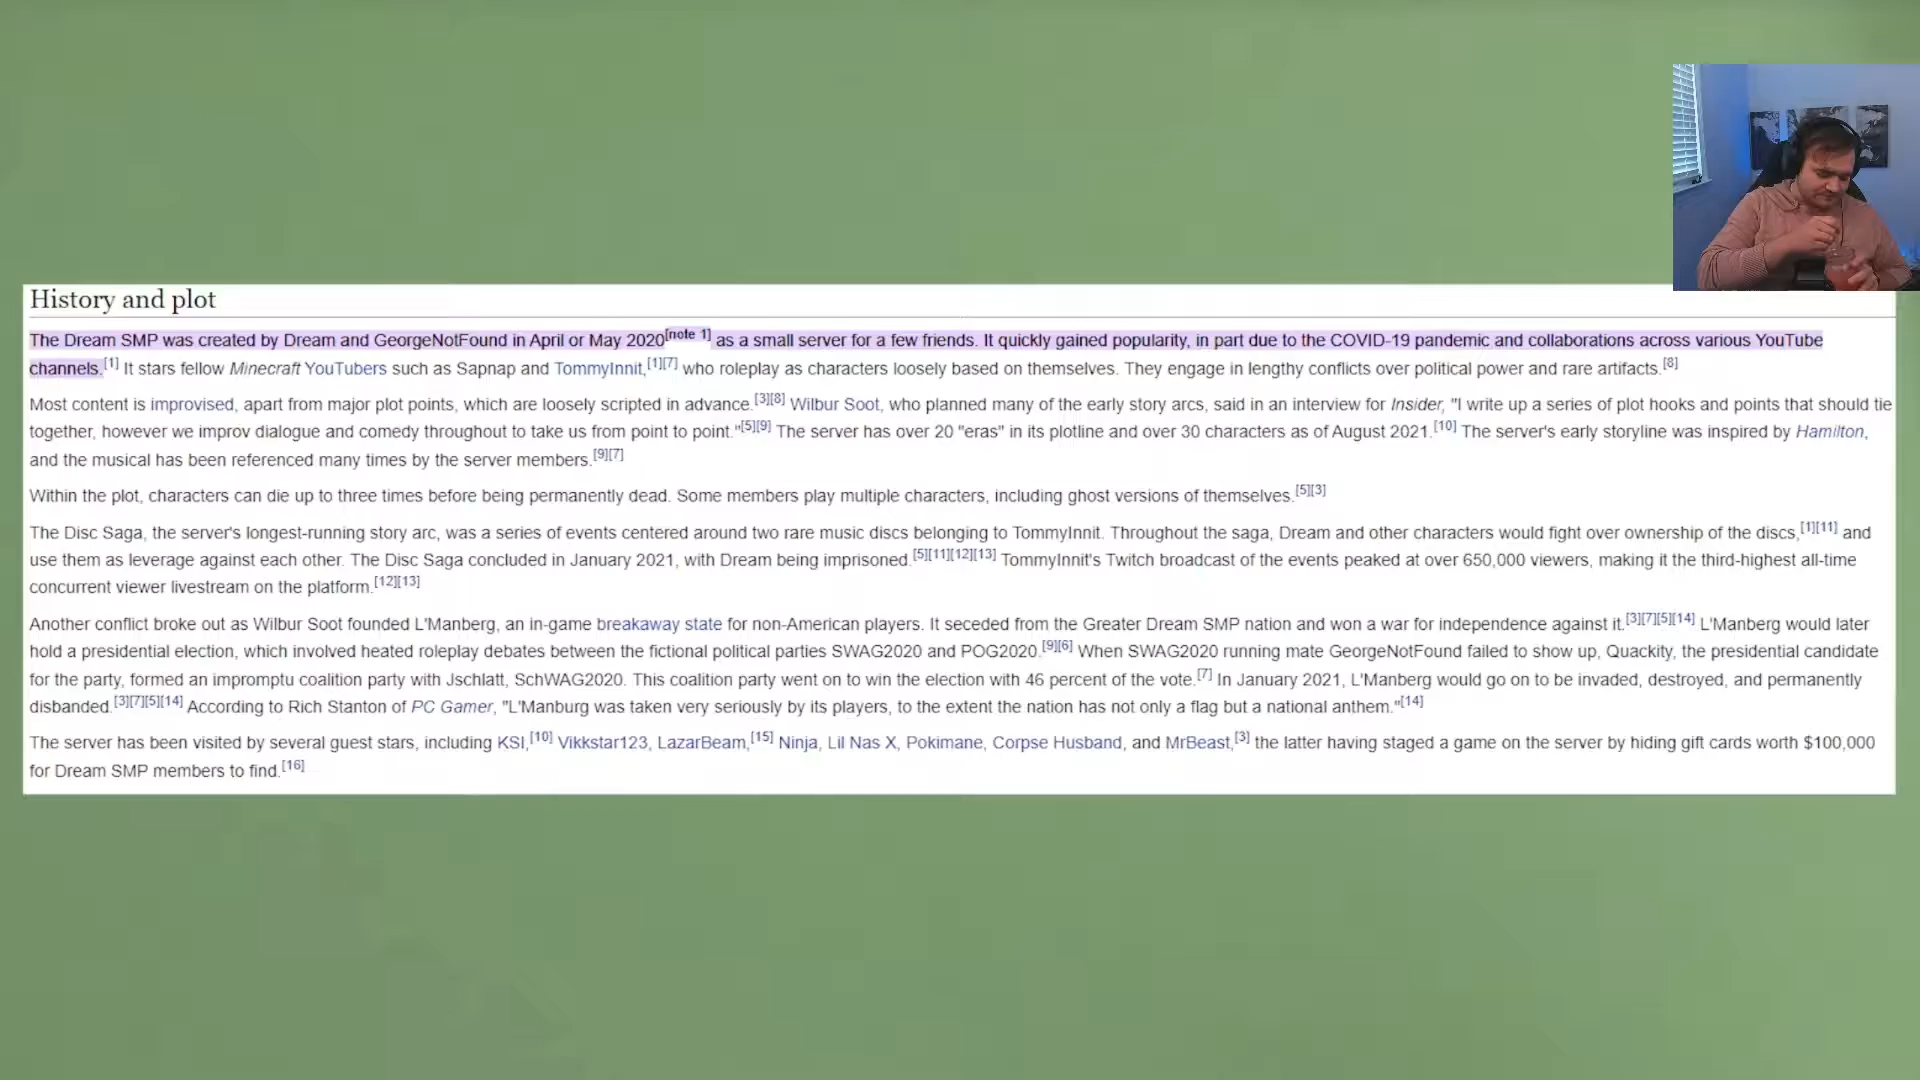 History and plot
The Dream SMP was created by Dream and GeorgeNotFound in April or May 2020[note 1] as a small server for a few friends. It quickly gained popularity, in part due to the COVID-19 pandemic and collaborations across various YouTube
channels.[1] It stars fellow Minecraft YouTubers such as Sapnap and TommyInnit,[1][7] who roleplay as characters loosely based on themselves. They engage in lengthy conflicts over political power and rare artifacts.[8]
Most content is improvised, apart from major plot points, which are loosely scripted in advance.[3][8] Wilbur Soot, who planned many of the early story arcs, said in an interview for Insider, "I write up a series of plot hooks and points that should tie
together, however we improv dialogue and comedy throughout to take us from point to point."[5][9] The server has over 20 "eras" in its plotline and over 30 characters as of August 2021.[10] The server's early storyline was inspired by Hamilton,
and the musical has been referenced many times by the server members.[9][7]
Within the plot, characters can die up to three times before being permanently dead. Some members play multiple characters, including ghost versions of themselves.[5][3]
The Disc Saga, the server's longest-running story arc, was a series of events centered around two rare music discs belonging to TommyInnit. Throughout the saga, Dream and other characters would fight over ownership of the discs,[1][11] and
use them as leverage against each other. The Disc Saga concluded in January 2021, with Dream being imprisoned.[5][11][12][13] TommyInnit's Twitch broadcast of the events peaked at over 650,000 viewers, making it the third-highest all-time
concurrent viewer livestream on the platform.[12][13]
Another conflict broke out as Wilbur Soot founded L'Manberg, an in-game breakaway state for non-American players. It seceded from the Greater Dream SMP nation and won a war for independence against it.[3][7][5][14] L'Manberg would later
hold a presidential election, which involved heated roleplay debates between the fictional political parties SWAG2020 and POG2020.[9][6] When SWAG2020 running mate GeorgeNotFound failed to show up, Quackity, the presidential candidate
for the party, formed an impromptu coalition party with Jschlatt, SchWAG2020. This coalition party went on to win the election with 46 percent of the vote.[7] In January 2021, L'Manberg would go on to be invaded, destroyed, and permanently
disbanded.[3][7][5][14] According to Rich Stanton of PC Gamer, "L'Manburg was taken very seriously by its players, to the extent the nation has not only a flag but a national anthem."[14]
The server has been visited by several guest stars, including KSI,[10] Vikkstar123, LazarBeam,[15] Ninja, Lil Nas X, Pokimane, Corpse Husband, and MrBeast,[3] the latter having staged a game on the server by hiding gift cards worth $100,000
for Dream SMP members to find.[16]